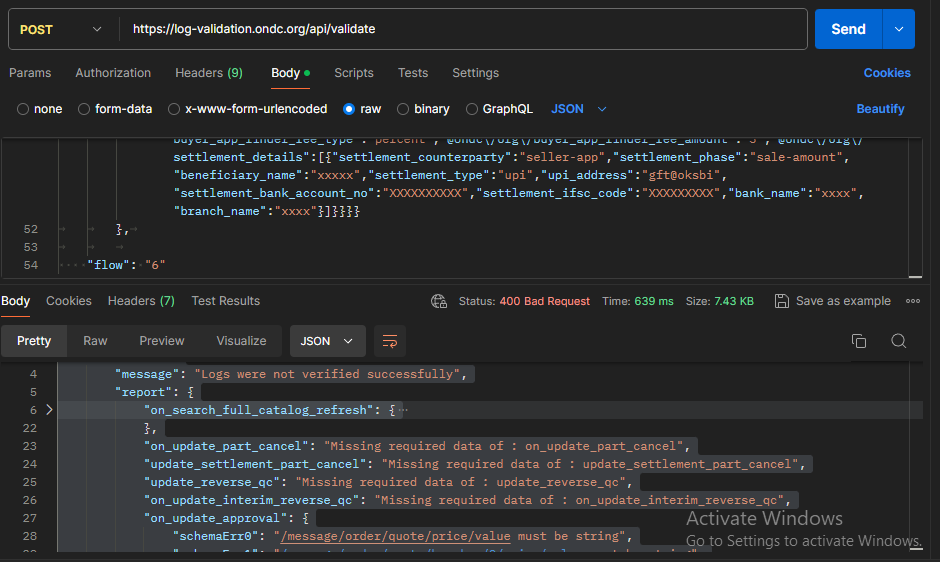 POST
https://log-validation.ondc.org/api/validate
Send
Params Authorization Headers (9) Body Scripts Tests Settings Cookies
none form-data x-www-form-urlencoded raw binary GraphQL JSON Beautify
buyer_app_finder_fee_type":"percent","@ondc\/org\/buyer_app_finder_fee_amount":"3","@ondc\/org\/
settlement_details":[{"settlement_counterparty":"seller-app","settlement_phase":"sale-amount",
"beneficiary_name":"xxxxx","settlement_type":"upi","upi_address":"gft@oksbi",
"settlement_bank_account_no":"XXXXXXXXXX","settlement_ifsc_code":"XXXXXXXXX","bank_name":"xxxx",
"branch_name":"xxxx"}]}}}}
52 },
53
54 "flow": "6"
Body Cookies Headers (7) Test Results Status: 400 Bad Request Time: 639 ms Size: 7.43 KB Save as example
Pretty Raw Preview Visualize JSON
4 "message": "Logs were not verified successfully",
5 "report": {
6 "on_search_full_catalog_refresh": {
22 },
23 "on_update_part_cancel": "Missing required data of : on_update_part_cancel",
24 "update_settlement_part_cancel": "Missing required data of : update_settlement_part_cancel",
25 "update_reverse_qc": "Missing required data of : update_reverse_qc",
26 "on_update_interim_reverse_qc": "Missing required data of : on_update_interim_reverse_qc",
27 "on_update_approval": {
28 "schemaErr0": "/message/order/quote/price/value must be string",
Activate Windows
Go to Settings to activate Windows.